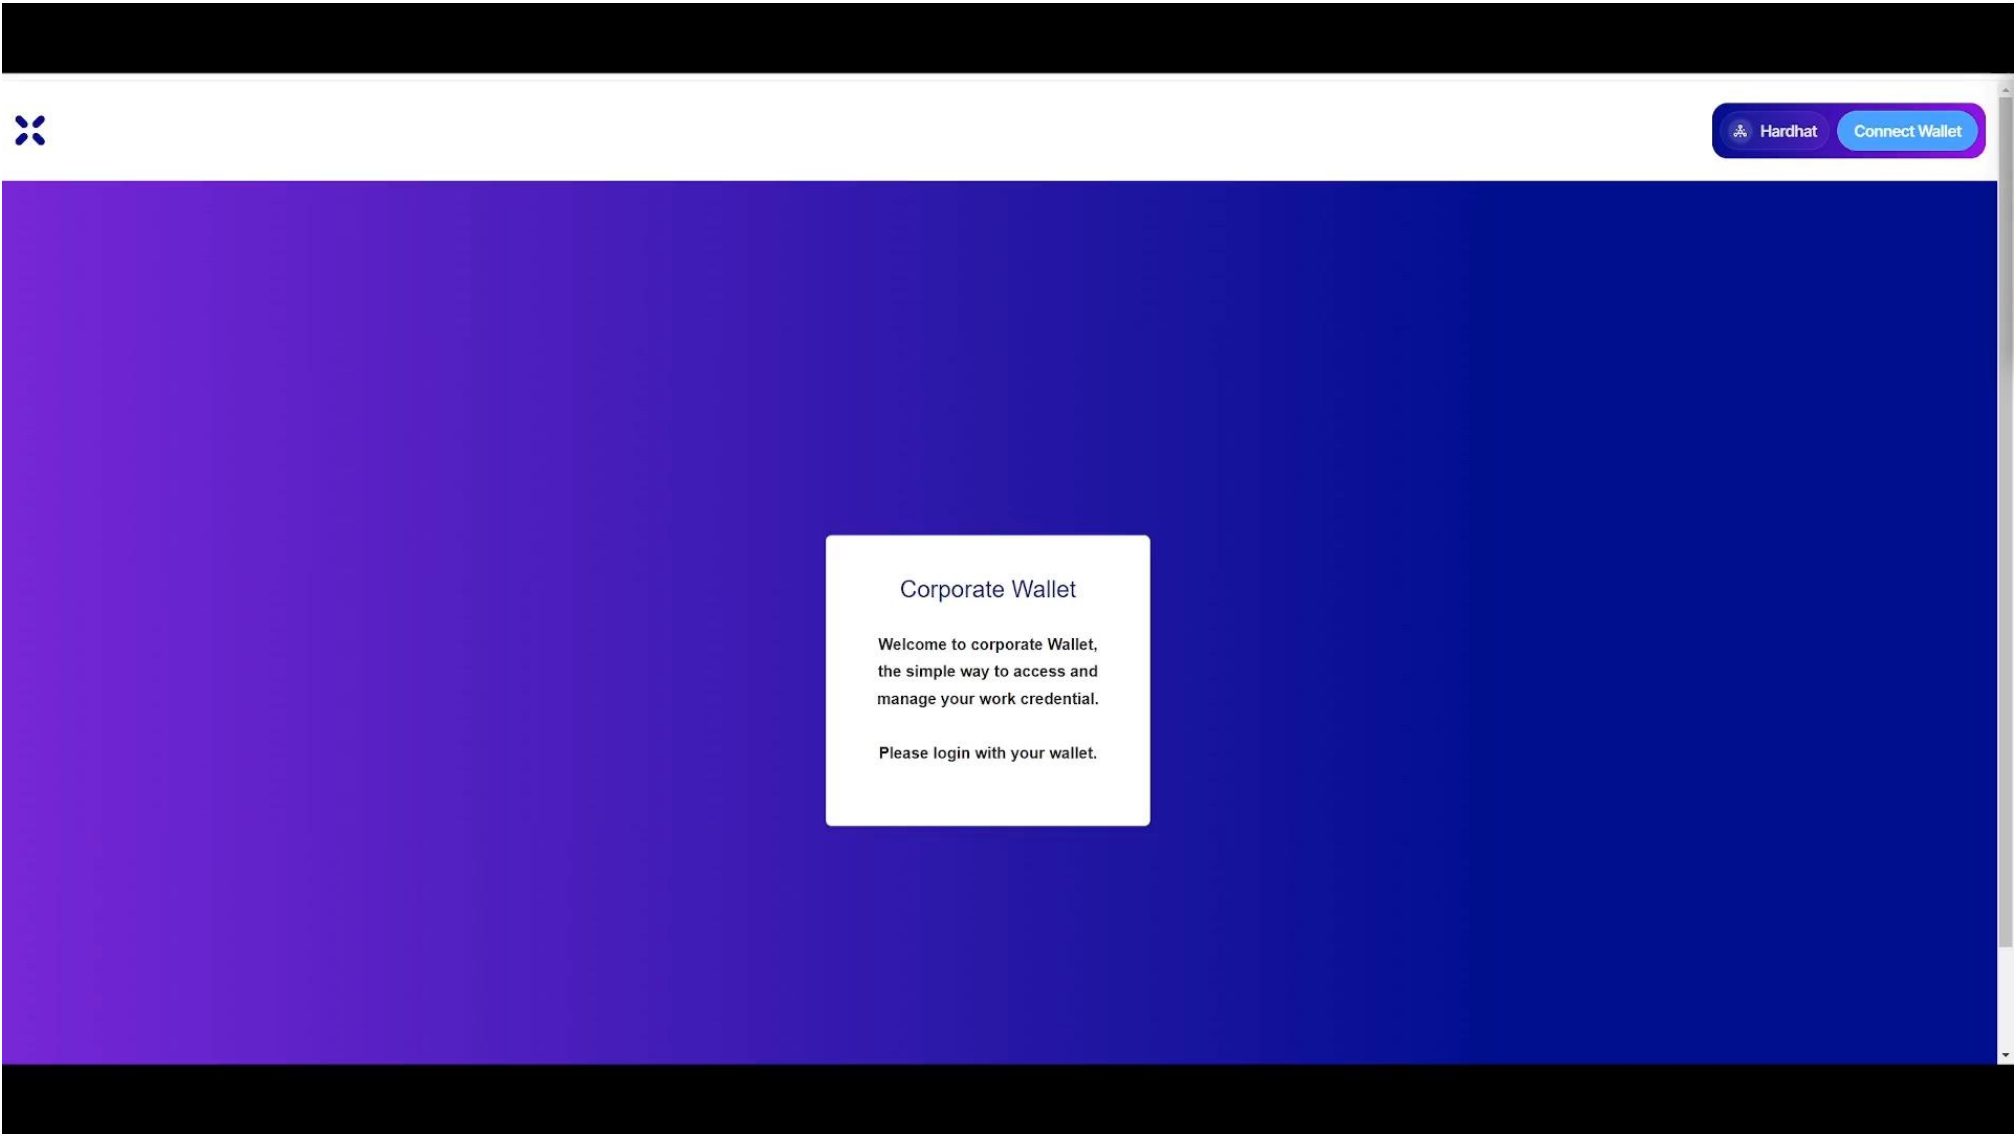 Hardhat
Connect Wallet
Corporate Wallet
Welcome to corporate Wallet,
the simple way to access and
manage your work credential.
Please login with your wallet.